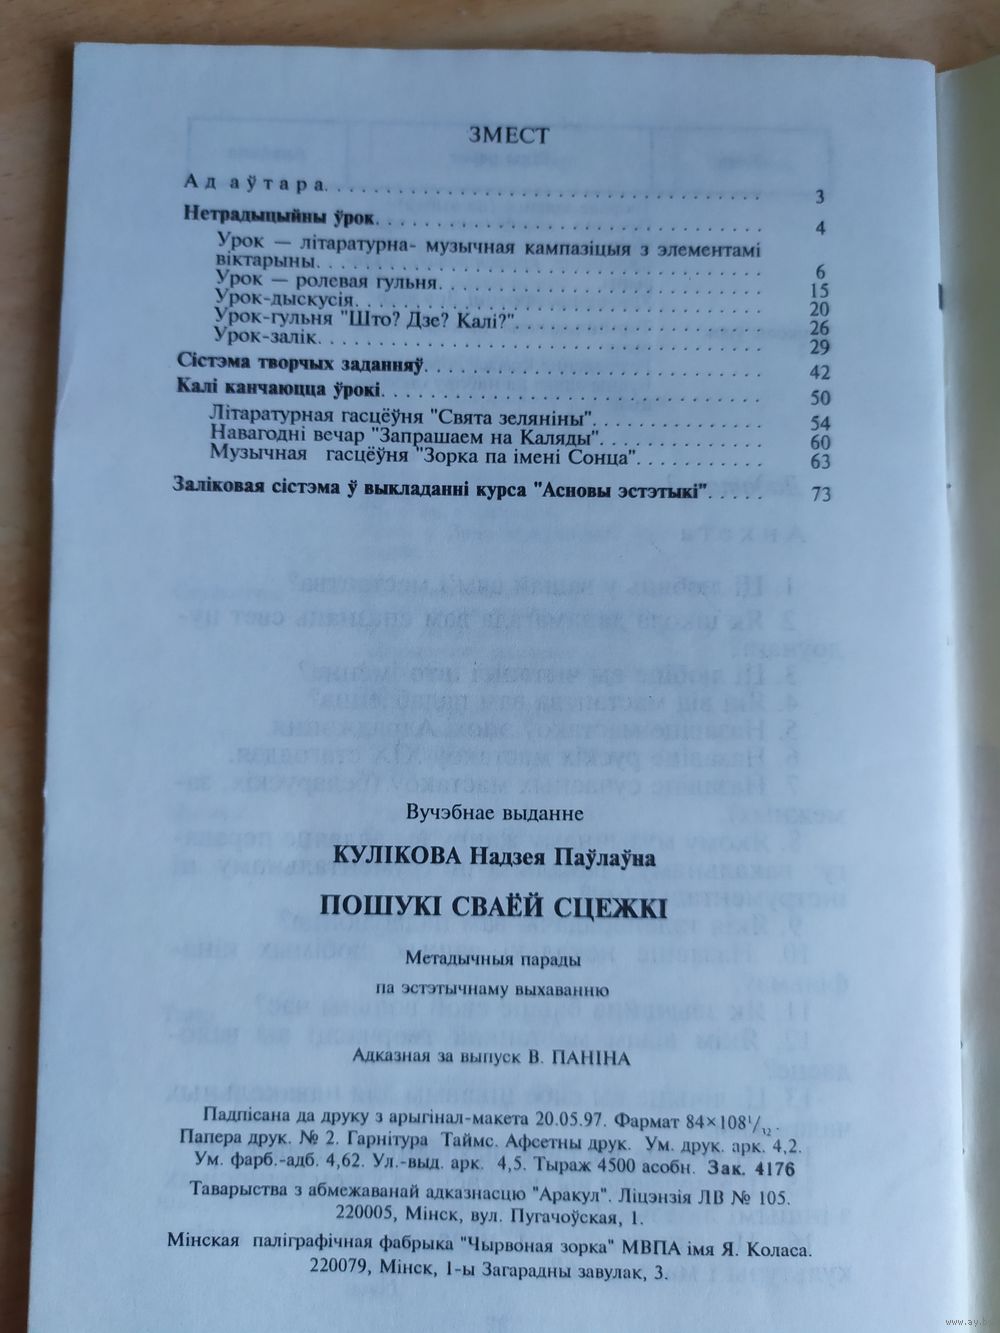 ЗМЕСТ
Ад аўтара. . . . . . . . . . . . . . . . . . . . . . . . . . . . . . 3
Нетрадыцыйны ўрок. . . . . . . . . . . . . . . . . . . . . . . . . . 4
Урок — літаратурна- музычная кампазіцыя з элементамі
віктарыны. . . . . . . . . . . . . . . . . . . . . . . . . . . . . . 6
Урок — ролевая гульня. . . . . . . . . . . . . . . . . . . . . . 15
Урок-дыскусія. . . . . . . . . . . . . . . . . . . . . . . . . . . 20
Урок-гульня "Што? Дзе? Калі?" . . . . . . . . . . . . . . . . . 26
Урок-залік. . . . . . . . . . . . . . . . . . . . . . . . . . . . . 29
Сістэма творчых заданняў. . . . . . . . . . . . . . . . . . . . . . 42
Калі канчаюцца ўрокі. . . . . . . . . . . . . . . . . . . . . . . . 50
Літаратурная гасцёўня "Свята зеляніны". . . . . . . . . . . . 54
Навагодні вечар "Запрашаем на Каляды". . . . . . . . . . . . 60
Музычная гасцёўня "Зорка па імені Сонца". . . . . . . . . . 63
Заліковая сістэма ў выкладанні курса "Асновы эстэтыкі". . . . . 73
Вучэбнае выданне
КУЛІКОВА Надзея Паўлаўна
ПОШУКІ СВАЁЙ СЦЕЖКІ
Метадычныя парады
па эстэтычнаму выхаванню
Адказная за выпуск В. ПАНІНА
Падпісана да друку з арыгінал-макета 20.05.97. Фармат 84×108¹/₁₂.
Папера друк. № 2. Гарнітура Таймс. Афсетны друк. Ум. друк. арк. 4,2.
Ум. фарб.-адб. 4,62. Ул.-выд. арк. 4,5. Тыраж 4500 асобн. Зак. 4176
Таварыства з абмежаванай адказнасцю "Аракул". Ліцэнзія ЛВ № 105.
220005, Мінск, вул. Пугачоўская, 1.
Мінская паліграфічная фабрыка "Чырвоная зорка" МВПА імя Я. Коласа.
220079, Мінск, 1-ы Загарадны завулак, 3.